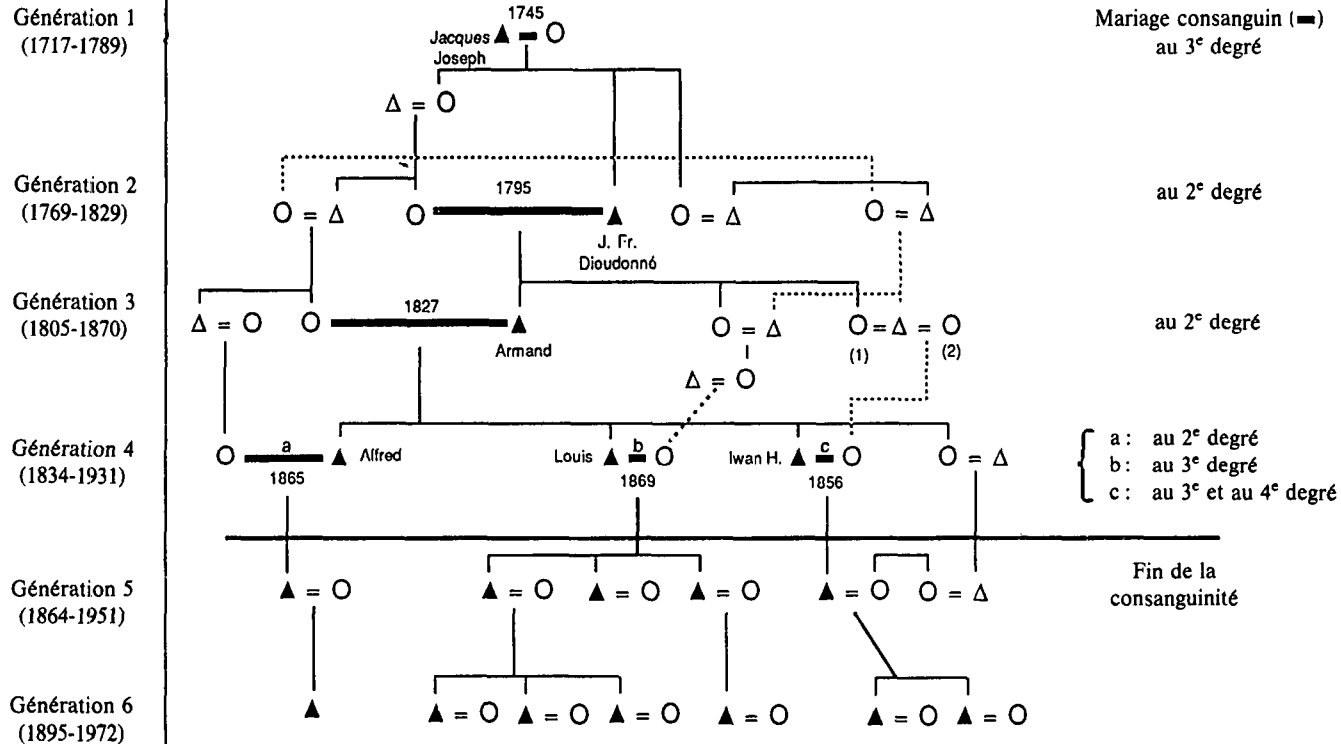 Génération 1
(1717-1789)
1745
Jacques
Joseph
Mariage consanguin (▬)
au 3e degré
Génération 2
(1769-1829)
1795
J. Fr.
Dioudonnó
au 2e degré
Génération 3
(1805-1870)
1827
Armand
(1)
(2)
au 2e degré
Génération 4
(1834-1931)
a
Alfred
1865
Louis
b
1869
Iwan H.
c
1856
a : au 2e degré
b : au 3e degré
c : au 3e et au 4e degré
Génération 5
(1864-1951)
Fin de la
consanguinité
Génération 6
(1895-1972)